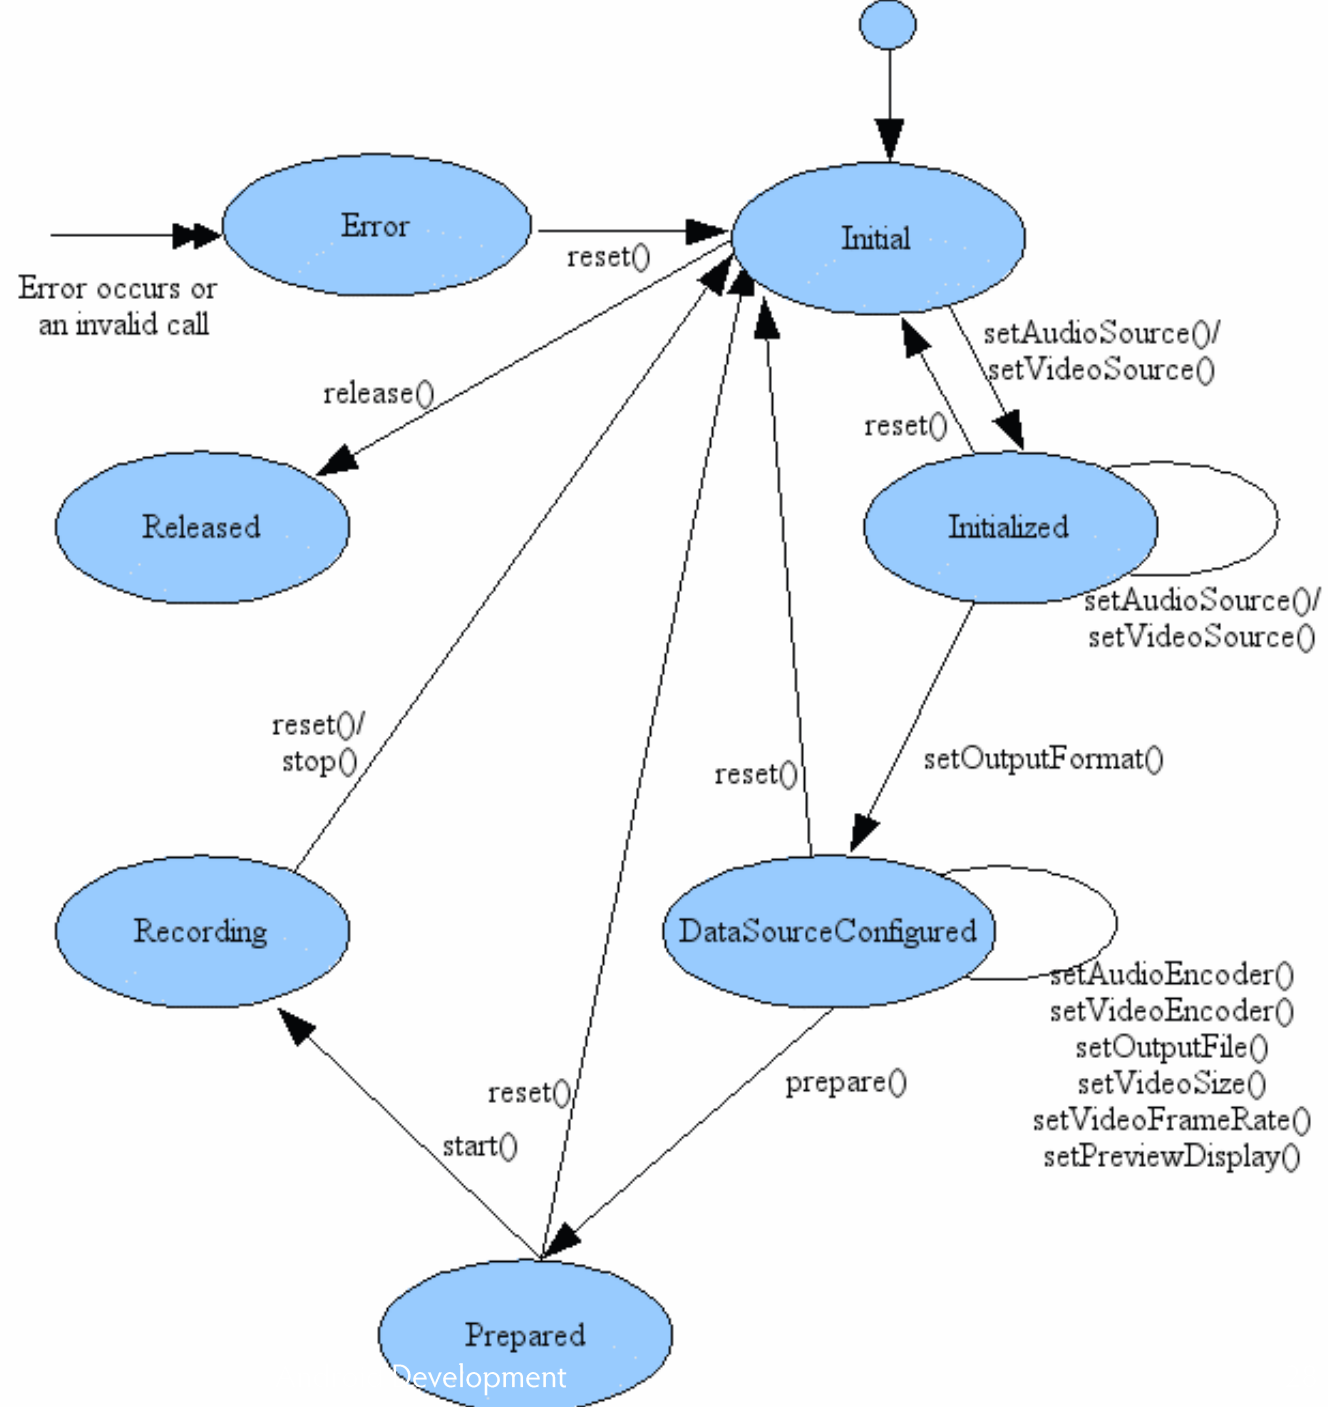 Error
Initial
reset()
Error occurs or
an invalid call
setAudioSource()/
setVideoSource()
release()
reset()
Released
Initialized
setAudioSource()/
setVideoSource()
reset()/
stop()
reset()
setOutputFormat()
Recording
DataSourceConfigured
setAudioEncoder()
setVideoEncoder()
setOutputFile()
setVideoSize()
setVideoFrameRate()
setPreviewDisplay()
prepare()
reset()
start()
Prepared
Development